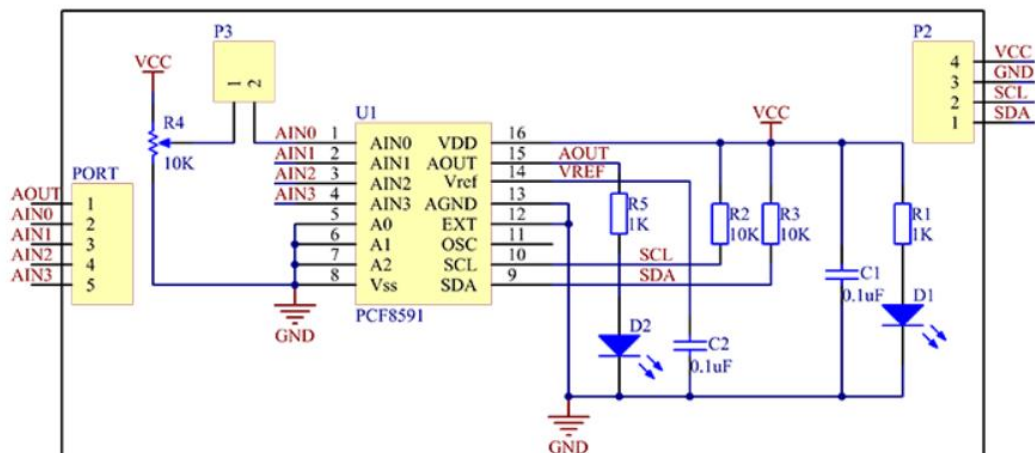 P3
P2
VCC
1 2
4 VCC
3 GND
2 SCL
1 SDA
R4
10K
U1
VCC
AIN0 1 AIN0 VDD 16
AIN1 2 AIN1 AOUT 15 AOUT
AIN2 3 AIN2 Vref 14 VREF
AIN3 4 AIN3 AGND 13
5 A0 EXT 12
6 A1 OSC 11
7 A2 SCL 10 SCL
8 Vss SDA 9 SDA
PCF8591
GND
PORT
AOUT 1
AIN0 2
AIN1 3
AIN2 4
AIN3 5
R5
1K
R2
10K
R3
10K
R1
1K
C1
0.1uF
D1
D2
C2
0.1uF
GND